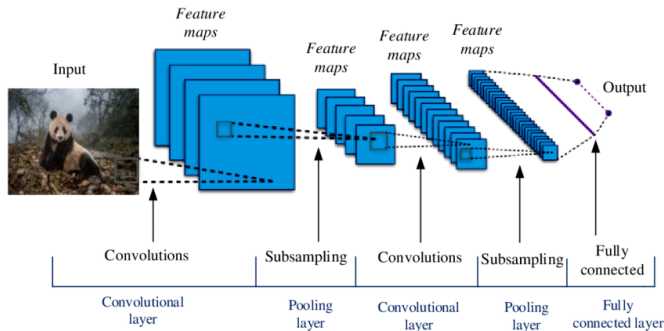 Feature
maps
Feature
maps
Feature
maps
Feature
maps
Input
Output
Convolutions
Subsampling
Convolutions
Subsampling
Fully
connected
Convolutional
layer
Pooling
layer
Convolutional
layer
Pooling
layer
Fully
connected layer